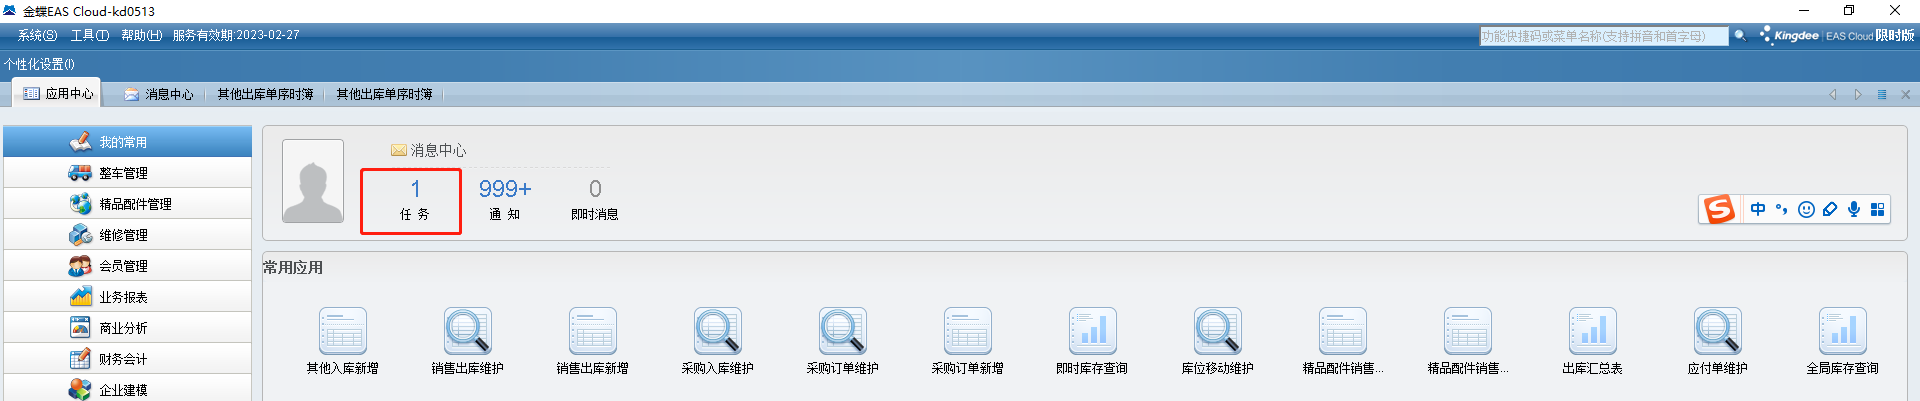 金蝶EAS Cloud-kd0513
系统(S) 工具(T) 帮助(H) 服务有效期:2023-02-27
功能快捷码或菜单名称(支持拼音和首字母)
Kingdee | EAS Cloud 限时版
个性化设置(I)
应用中心 消息中心 其他出库单序时簿 其他出库单序时簿
我的常用
整车管理
精品配件管理
维修管理
会员管理
业务报表
商业分析
财务会计
企业建模
消息中心
1 999+ 0
任务 通知 即时消息
中
常用应用
其他入库新增 销售出库维护 销售出库新增 采购入库维护 采购订单维护 采购订单新增 即时库存查询 库位移动维护 精品配件销售... 精品配件销售... 出库汇总表 应付单维护 全局库存查询